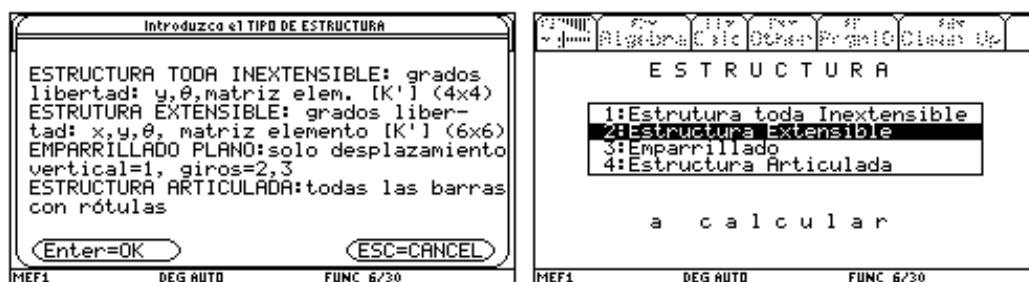 Introduzca el TIPO DE ESTRUCTURA
ESTRUCTURA TODA INEXTENSIBLE: grados
libertad: y,θ,matriz elem. [K'] (4x4)
ESTRUTURA EXTENSIBLE: grados liber-
tad: x,y,θ, matriz elemento [K'] (6x6)
EMPARRILLADO PLANO:solo desplazamiento
vertical=1, giros=2,3
ESTRUCTURA ARTICULADA:todas las barras
con rótulas
Enter=OK
ESC=CANCEL
MEF1 DEG AUTO FUNC 6/30
Algebra Calc Other PrgmIO Clean Up
E S T R U C T U R A
1:Estrutura toda Inextensible
2:Estructura Extensible
3:Emparrillado
4:Estructura Articulada
a c a l c u l a r
MEF1 DEG AUTO FUNC 6/30